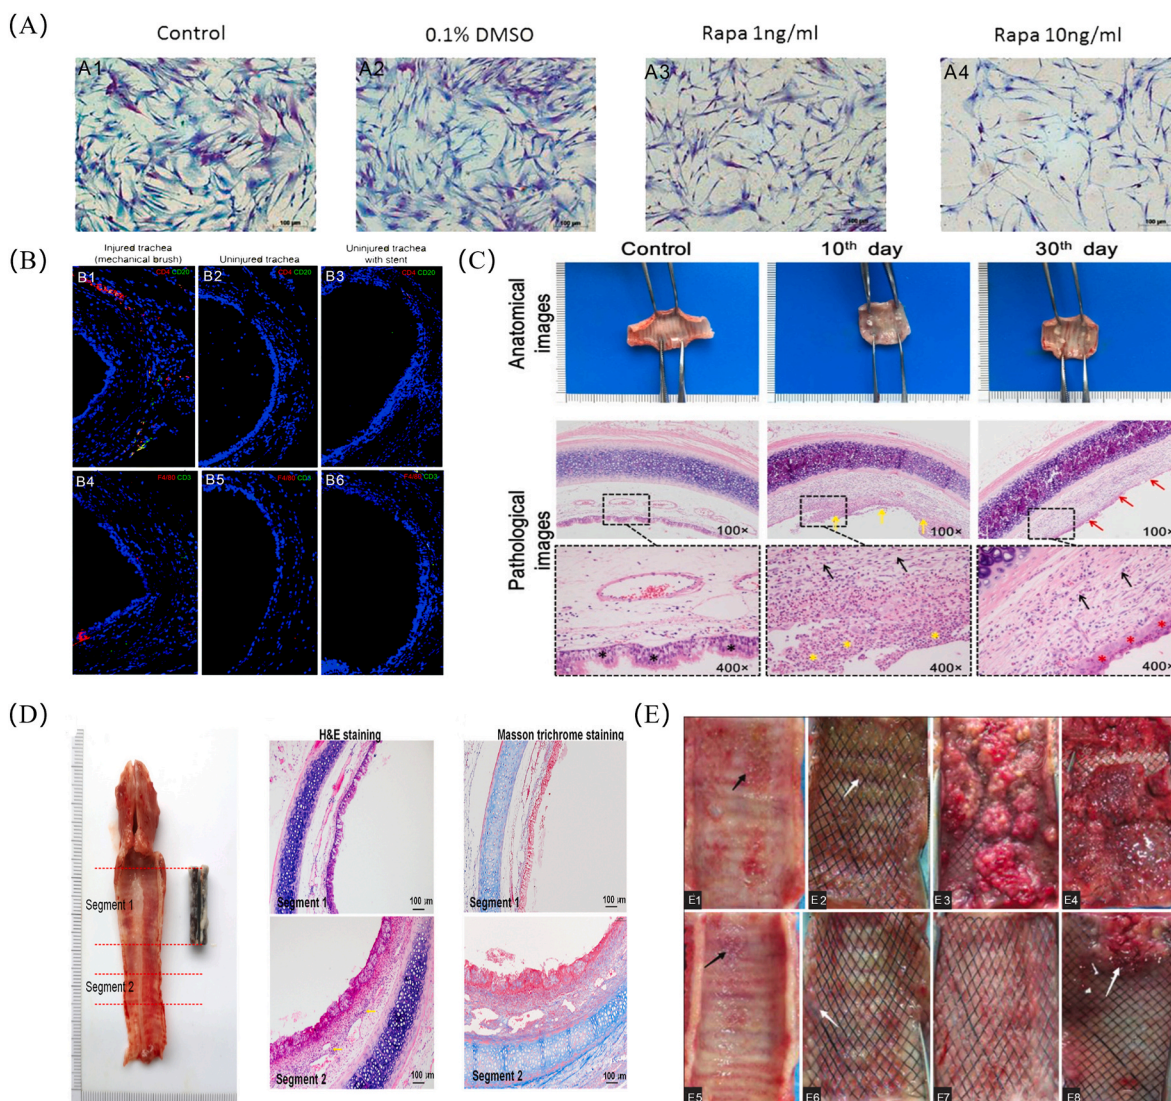 (A)
Control
0.1% DMSO
Rapa 1ng/ml
Rapa 10ng/ml
A1
A2
A3
A4
100 μm
100 μm
100 μm
100 μm
(B)
Injured trachea
(mechanical brush)
Uninjured trachea
Uninjured trachea
with stent
B1
CD4 CD20
B2
CD4 CD20
B3
CD4 CD20
B4
F4/80 CD3
B5
F4/80 CD3
B6
F4/80 CD3
(C)
Control
10th day
30th day
Anatomical
images
Pathological
images
100×
100×
100×
400×
400×
400×
(D)
H&E staining
Masson trichrome staining
Segment 1
Segment 2
Segment 1
100 μm
Segment 1
100 μm
Segment 2
100 μm
Segment 2
100 μm
(E)
E1
E2
E3
E4
E5
E6
E7
E8